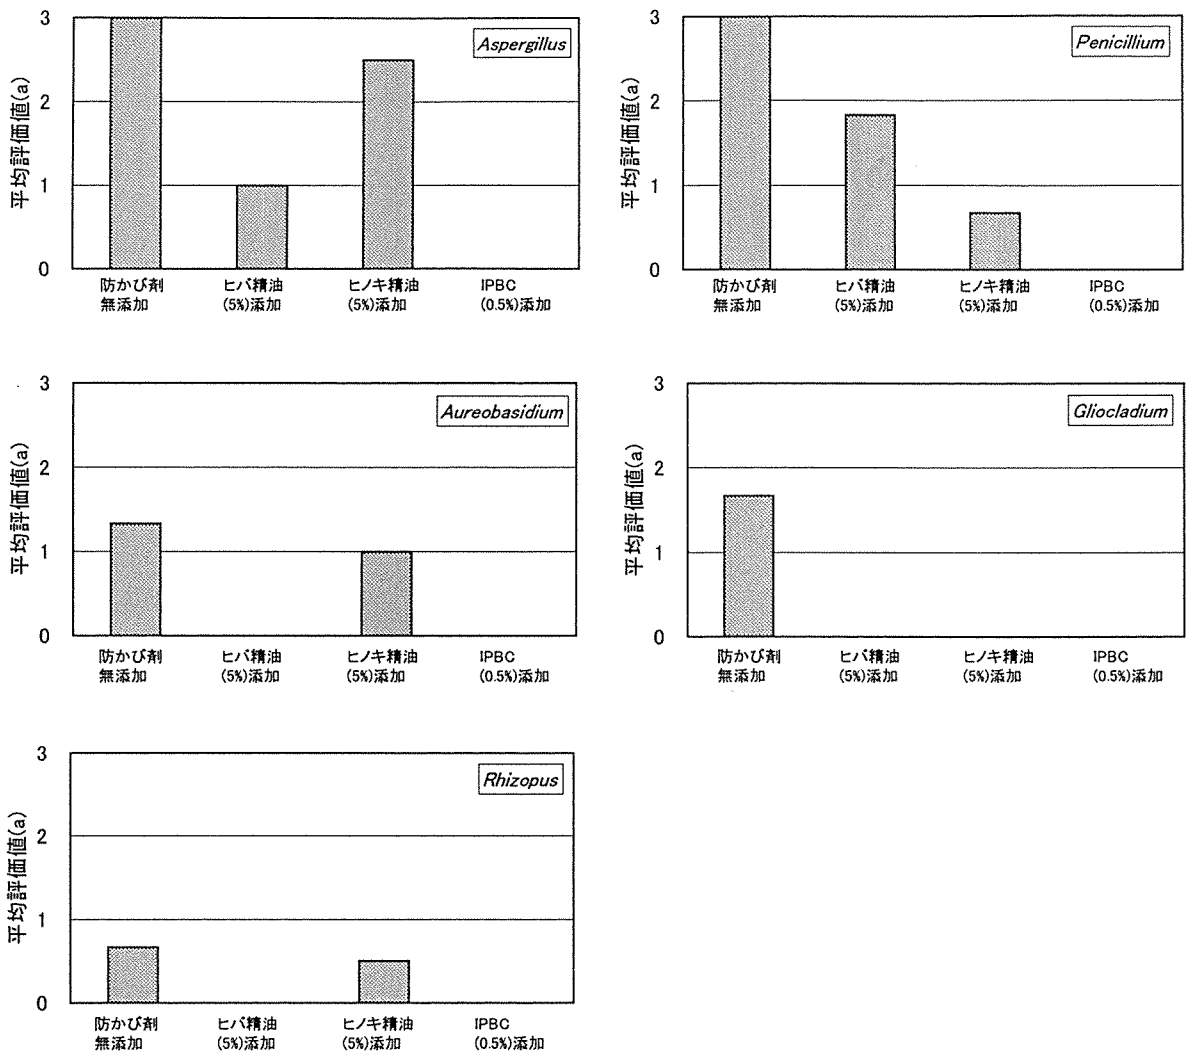 Aspergillus
平均評価値(a)
3
2
1
0
防かび剤
無添加
ヒバ精油
(5%)添加
ヒノキ精油
(5%)添加
IPBC
(0.5%)添加
Penicillium
平均評価値(a)
3
2
1
0
防かび剤
無添加
ヒバ精油
(5%)添加
ヒノキ精油
(5%)添加
IPBC
(0.5%)添加
Aureobasidium
平均評価値(a)
3
2
1
0
防かび剤
無添加
ヒバ精油
(5%)添加
ヒノキ精油
(5%)添加
IPBC
(0.5%)添加
Gliocladium
平均評価値(a)
3
2
1
0
防かび剤
無添加
ヒバ精油
(5%)添加
ヒノキ精油
(5%)添加
IPBC
(0.5%)添加
Rhizopus
平均評価値(a)
3
2
1
0
防かび剤
無添加
ヒバ精油
(5%)添加
ヒノキ精油
(5%)添加
IPBC
(0.5%)添加